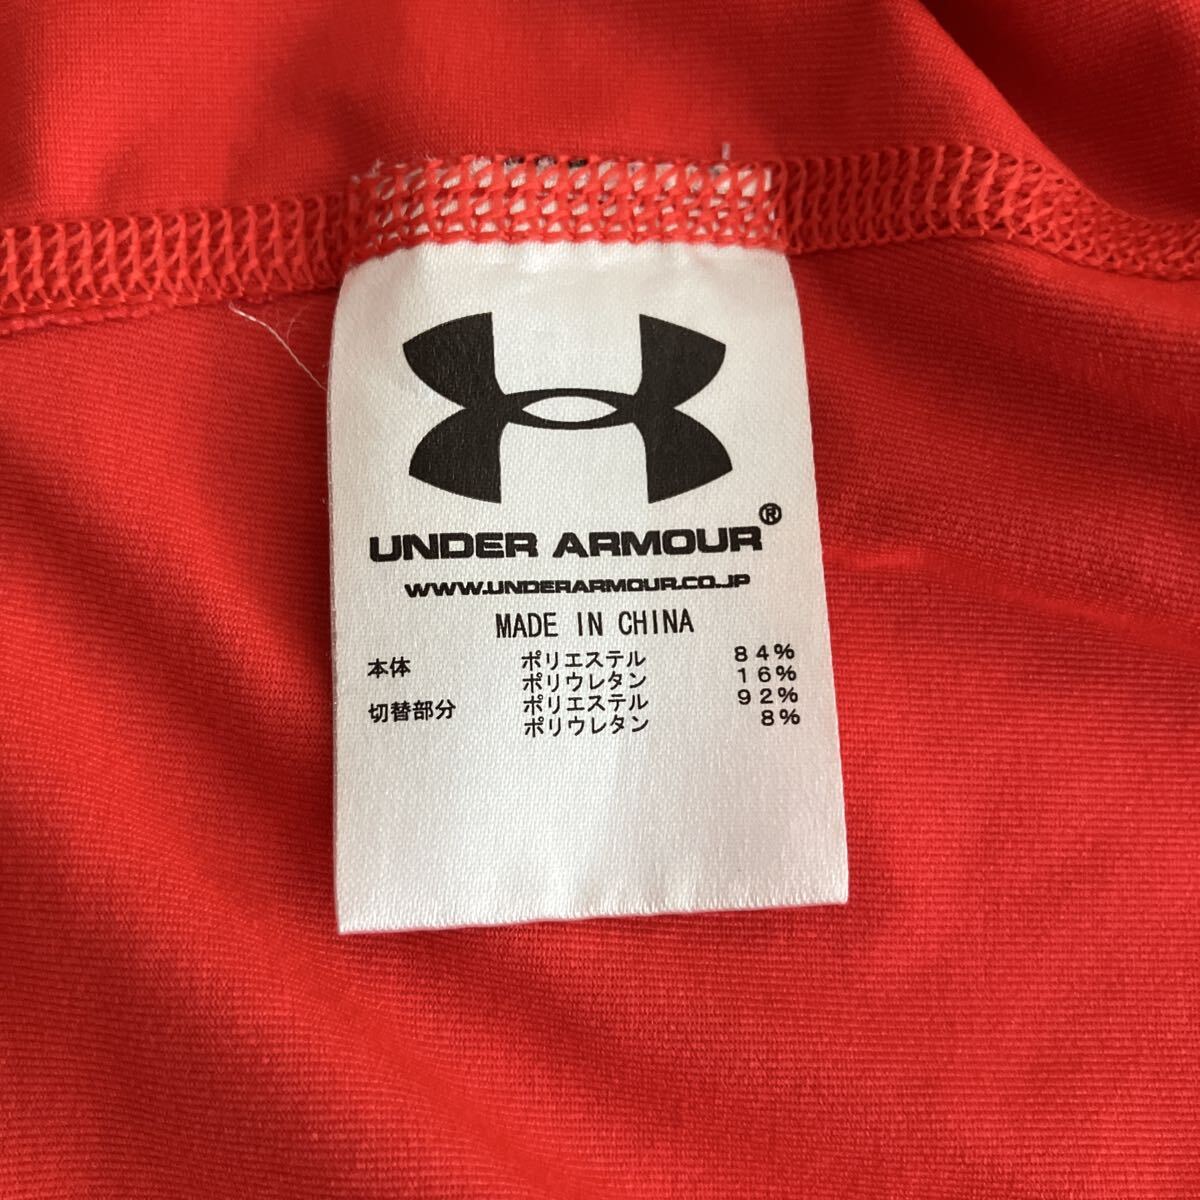 UNDER ARMOUR®
WWW.UNDERARMOUR.CO.JP
MADE IN CHINA
本体 ポリエステル 84%
ポリウレタン 16%
切替部分 ポリエステル 92%
ポリウレタン 8%